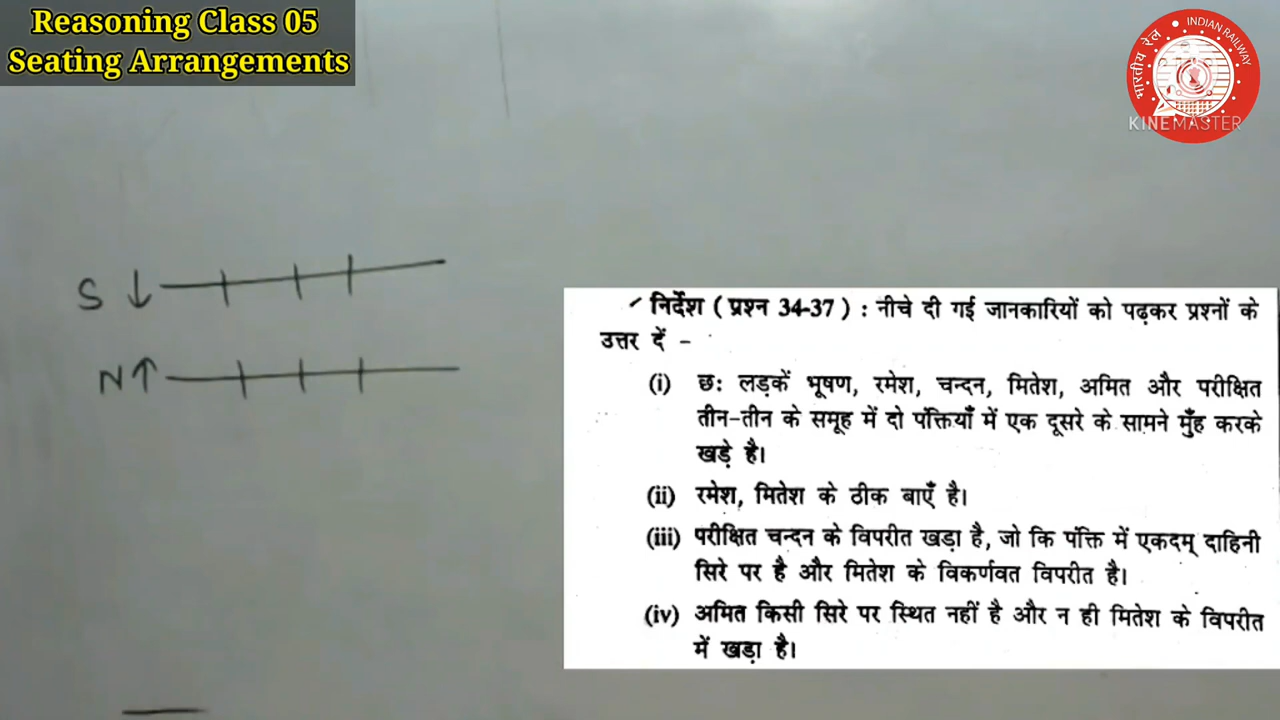 Reasoning Class 05
Seating Arrangements
भारतीय रेल
INDIAN RAILWAY
KINEMASTER
S ↓
N ↑
निर्देश ( प्रश्न 34-37 ) : नीचे दी गई जानकारियों को पढ़कर प्रश्नों के
उत्तर दें -
(i) छः लड़कें भूषण, रमेश, चन्दन, मितेश, अमित और परीक्षित
तीन-तीन के समूह में दो पंक्तियाँ में एक दूसरे के सामने मुँह करके
खड़े है।
(ii) रमेश, मितेश के ठीक बाएँ है।
(iii) परीक्षित चन्दन के विपरीत खड़ा है, जो कि पंक्ति में एकदम् दाहिनी
सिरे पर है और मितेश के विकर्णवत विपरीत है।
(iv) अमित किसी सिरे पर स्थित नहीं है और न ही मितेश के विपरीत
में खड़ा है।